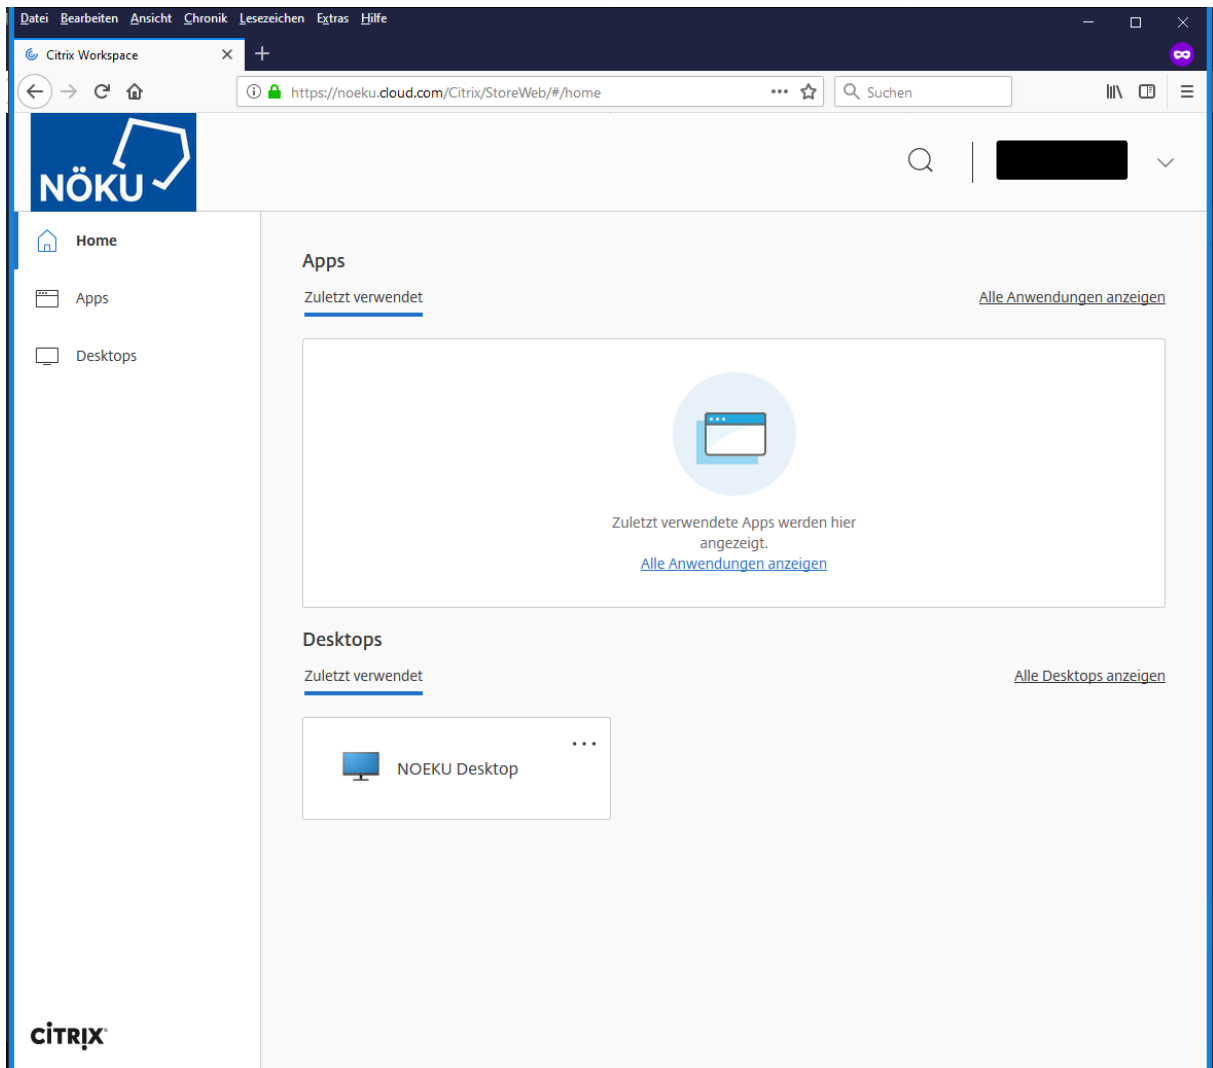 Datei Bearbeiten Ansicht Chronik Lesezeichen Extras Hilfe
Citrix Workspace
https://noeku.cloud.com/Citrix/StoreWeb/#/home
Suchen
NÖKU
Home
Apps
Desktops
Apps
Zuletzt verwendet
Alle Anwendungen anzeigen
Zuletzt verwendete Apps werden hier
angezeigt.
Alle Anwendungen anzeigen
Desktops
Zuletzt verwendet
Alle Desktops anzeigen
NOEKU Desktop
CİTRIX